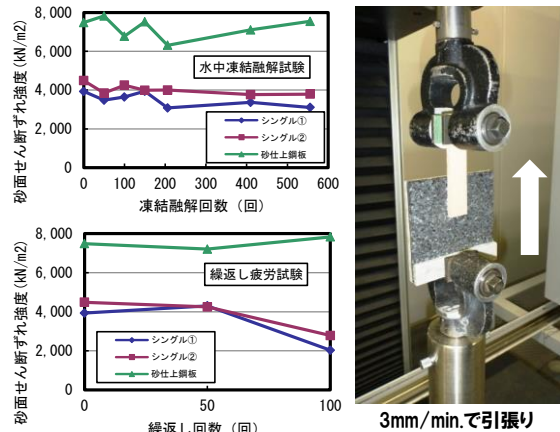 砂面せん断ずれ強度(kN/m2)
8,000
6,000
4,000
2,000
0
水中凍結融解試験
シングル①
シングル②
砂仕上鋼板
0
100
200
300
400
500
600
凍結融解回数（回）
砂面せん断ずれ強度(kN/m2)
8,000
6,000
4,000
2,000
0
繰返し疲労試験
シングル①
シングル②
砂仕上鋼板
0
50
100
繰返し回数（回）
3mm/min.で引張り